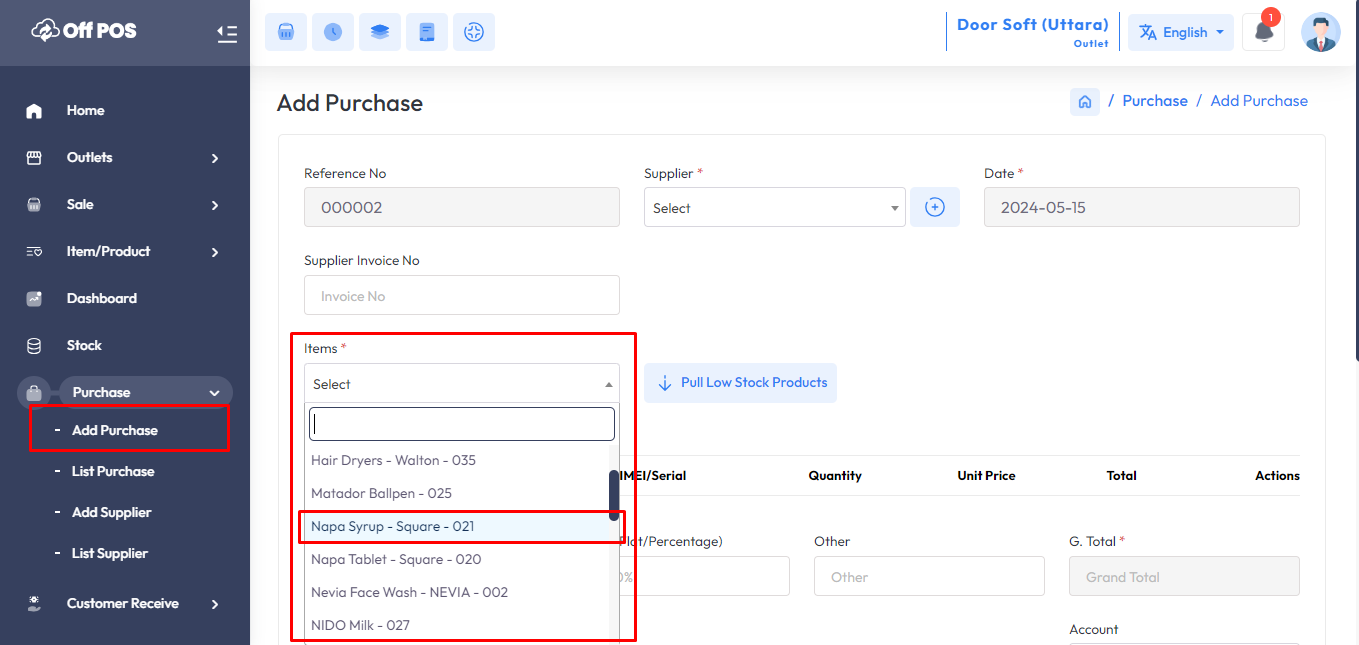 Off POS
Door Soft (Uttara)
Outlet
English
1
Home
Outlets
Sale
Item/Product
Dashboard
Stock
Purchase
- Add Purchase
- List Purchase
- Add Supplier
- List Supplier
Customer Receive
Add Purchase
/ Purchase / Add Purchase
Reference No
000002
Supplier *
Select
Date *
2024-05-15
Supplier Invoice No
Invoice No
Items *
Select
Pull Low Stock Products
Hair Dryers - Walton - 035
Matador Ballpen - 025
Napa Syrup - Square - 021
Napa Tablet - Square - 020
Nevia Face Wash - NEVIA - 002
NIDO Milk - 027
IMEI/Serial Quantity Unit Price Total Actions
/Percentage)
0%
Other
Other
G. Total *
Grand Total
Account